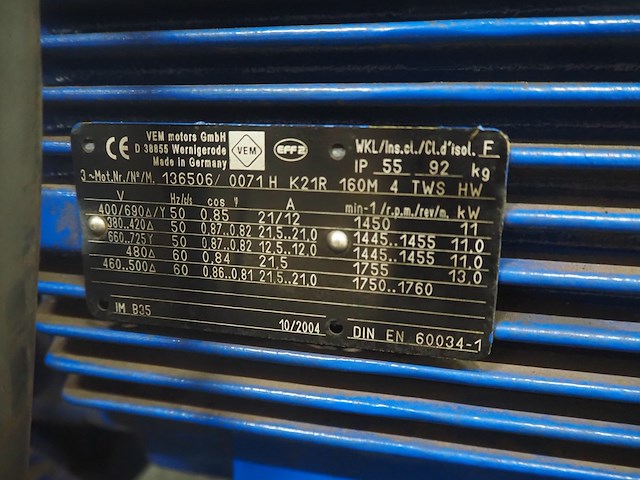 CE VEM motors GmbH
D 38855 Wernigerode
Made in Germany
VEM
EFF2
WKL/Ins.cl./Cl.d'isol. F
IP 55 92 kg
3~Mot.Nr./N°/M. 136506/ 0071 H K21R 160M 4 TWS HW
V Hz/s/s cos φ A min-1/r.p.m./rev/m. kW
400/690Δ/Y 50 0,85 21/12 1450 11
380..420Δ 50 0.87..0.82 21,5..21,0 1445..1455 11.0
660..725Y 50 0.87..0.82 12,5..12,0 1445..1455 11.0
480Δ 60 0.84 21,5 1755 13.0
460..500Δ 60 0.86..0.81 21,5..21,0 1750..1760
IM B35 10/2004 DIN EN 60034-1